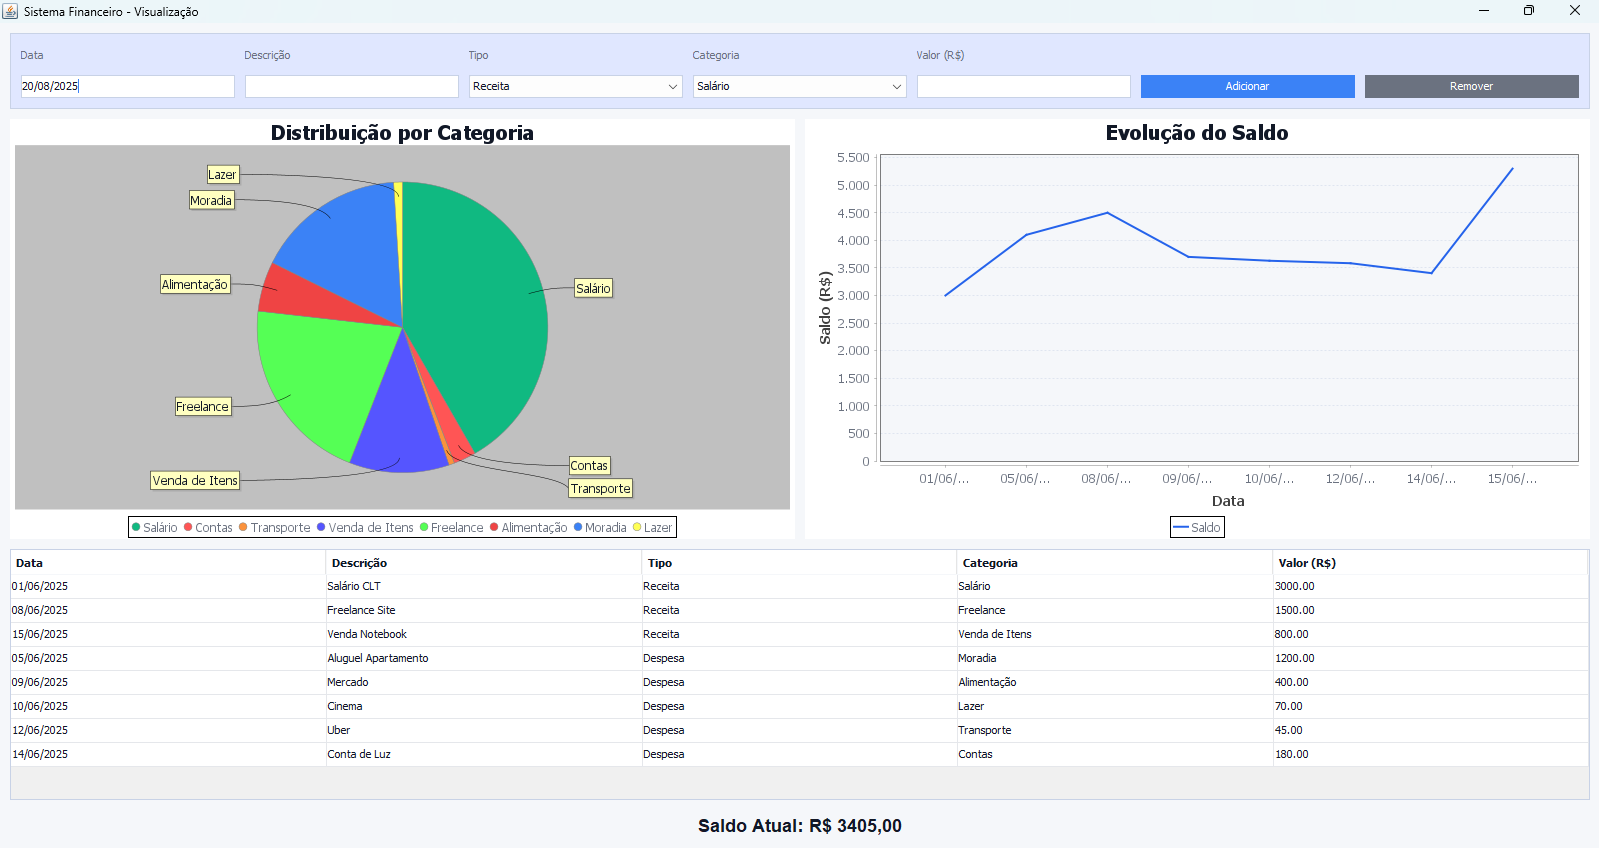 Sistema Financeiro - Visualização
Data Descrição Tipo Categoria Valor (R$)
20/08/2025 Receita Salário Adicionar Remover
Distribuição por Categoria
Lazer
Moradia
Alimentação
Salário
Freelance
Contas
Venda de Itens
Transporte
Salário Contas Transporte Venda de Itens Freelance Alimentação Moradia Lazer
Evolução do Saldo
5.500
5.000
4.500
4.000
3.500
3.000
2.500
2.000
1.500
1.000
500
0
Saldo (R$)
01/06/... 05/06/... 08/06/... 09/06/... 10/06/... 12/06/... 14/06/... 15/06/...
Data
Saldo
Data Descrição Tipo Categoria Valor (R$)
01/06/2025 Salário CLT Receita Salário 3000.00
08/06/2025 Freelance Site Receita Freelance 1500.00
15/06/2025 Venda Notebook Receita Venda de Itens 800.00
05/06/2025 Aluguel Apartamento Despesa Moradia 1200.00
09/06/2025 Mercado Despesa Alimentação 400.00
10/06/2025 Cinema Despesa Lazer 70.00
12/06/2025 Uber Despesa Transporte 45.00
14/06/2025 Conta de Luz Despesa Contas 180.00
Saldo Atual: R$ 3405,00